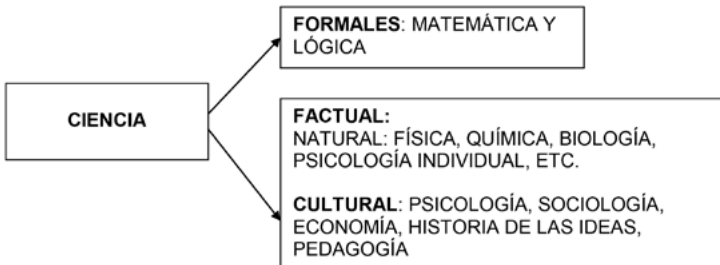 FORMALES: MATEMÁTICA Y
LÓGICA
CIENCIA
FACTUAL:
NATURAL: FÍSICA, QUÍMICA, BIOLOGÍA,
PSICOLOGÍA INDIVIDUAL, ETC.
CULTURAL: PSICOLOGÍA, SOCIOLOGÍA,
ECONOMÍA, HISTORIA DE LAS IDEAS,
PEDAGOGÍA